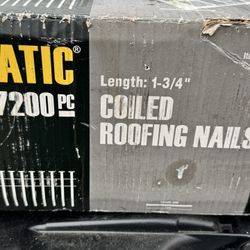 ATIC®
7200 PC
Length: 1-3/4"
COILED
ROOFING NAILS